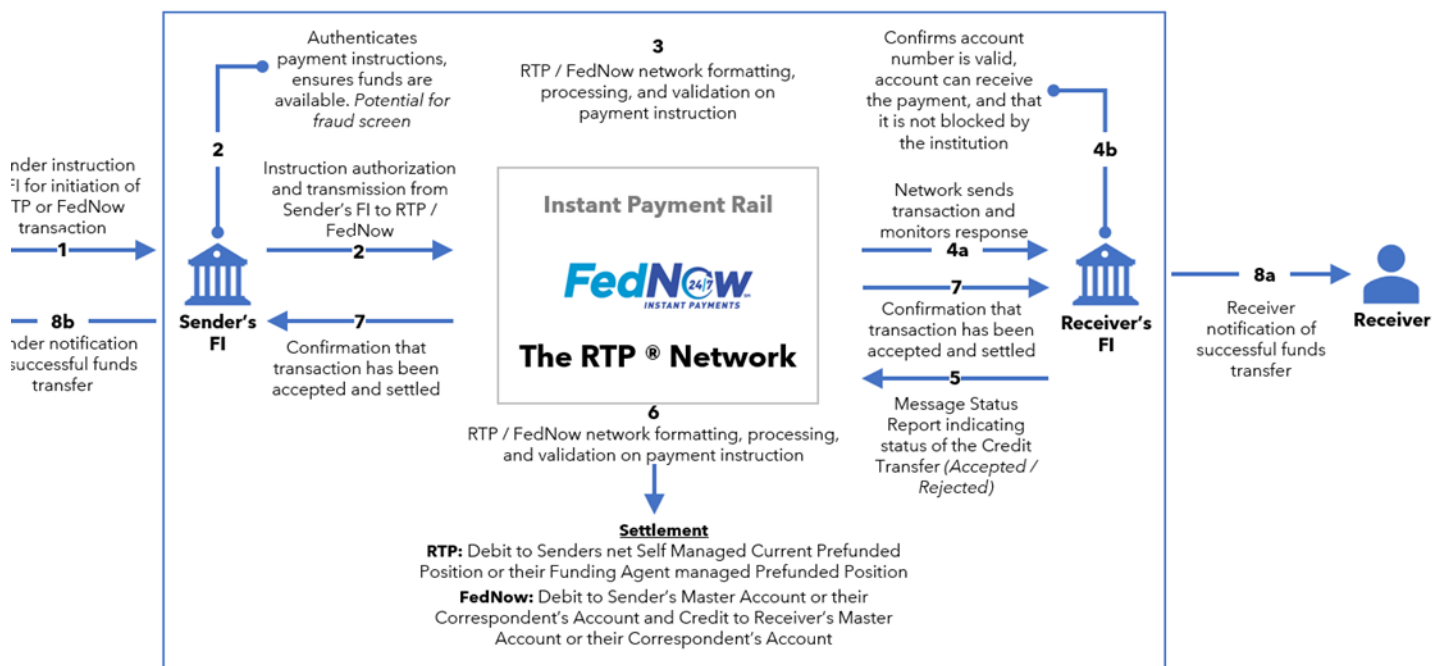 Authenticates
payment instructions,
ensures funds are
available. Potential for
fraud screen
2
3
RTP / FedNow network formatting,
processing, and validation on
payment instruction
Confirms account
number is valid,
account can receive
the payment, and that
it is not blocked by
the institution
4b
nder instruction
FI for initiation of
TP or FedNow
transaction
1
Instruction authorization
and transmission from
Sender's FI to RTP /
FedNow
2
Instant Payment Rail
FedNow
24/7
SM
INSTANT PAYMENTS
The RTP ® Network
Network sends
transaction and
monitors response
4a
7
Confirmation that
transaction has been
accepted and settled
5
Message Status
Report indicating
status of the Credit
Transfer (Accepted /
Rejected)
8b
nder notification
successful funds
transfer
Sender's
FI
7
Confirmation that
transaction has been
accepted and settled
Receiver's
FI
8a
Receiver
notification of
successful funds
transfer
Receiver
6
RTP / FedNow network formatting, processing,
and validation on payment instruction
Settlement
RTP: Debit to Senders net Self Managed Current Prefunded
Position or their Funding Agent managed Prefunded Position
FedNow: Debit to Sender's Master Account or their
Correspondent's Account and Credit to Receiver's Master
Account or their Correspondent's Account